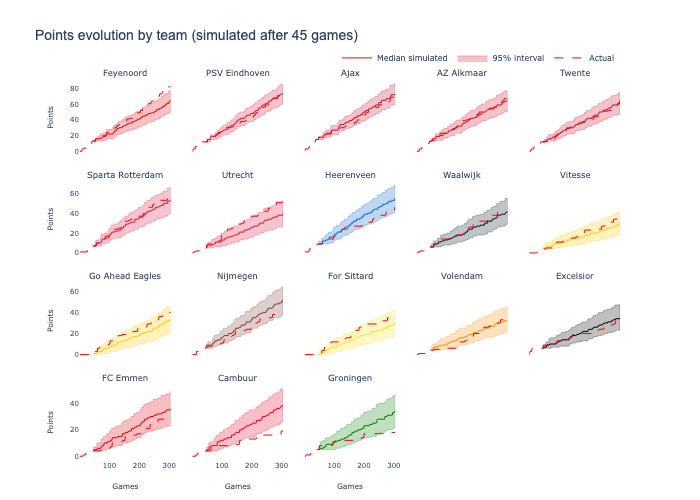 Points evolution by team (simulated after 45 games)
Median simulated 95% interval Actual
Feyenoord PSV Eindhoven Ajax AZ Alkmaar Twente
80
60
40
20
0
Points
Sparta Rotterdam Utrecht Heerenveen Waalwijk Vitesse
60
40
20
0
Points
Go Ahead Eagles Nijmegen For Sittard Volendam Excelsior
60
40
20
0
Points
FC Emmen Cambuur Groningen
40
20
0
Points
100 200 300 100 200 300 100 200 300
Games Games Games